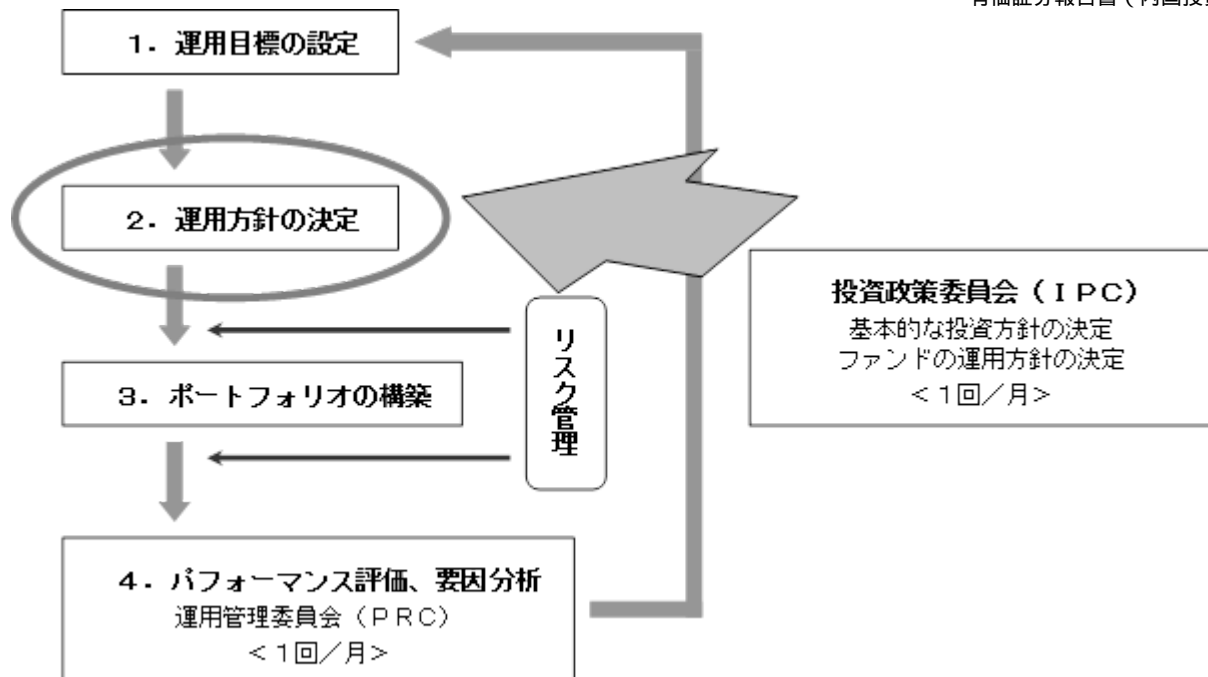 １．運用目標の設定
２．運用方針の決定
投資政策委員会（ＩＰＣ）
基本的な投資方針の決定
ファンドの運用方針の決定
＜１回／月＞
リスク管理
３．ポートフォリオの構築
４．パフォーマンス評価、要因分析
運用管理委員会（ＰＲＣ）
＜１回／月＞